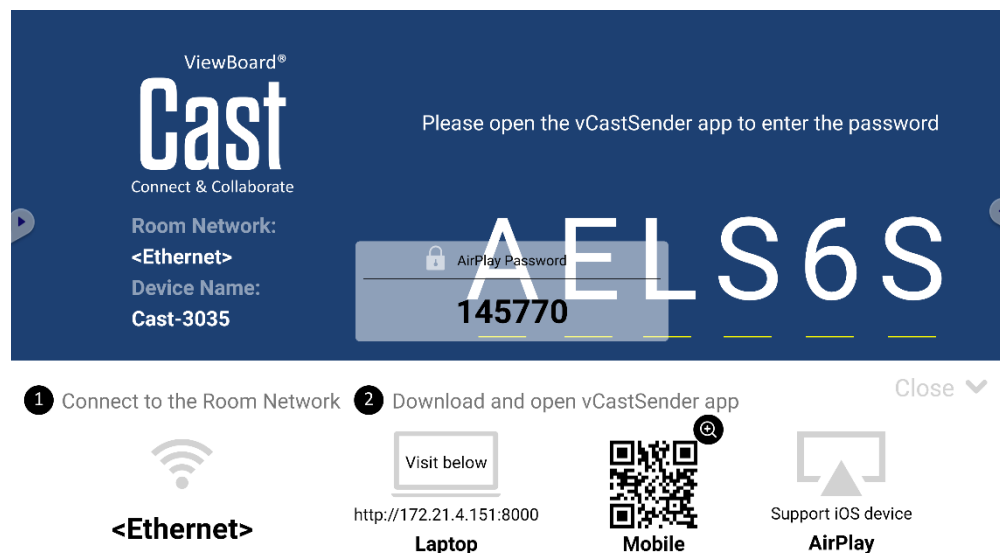 ViewBoard®
Cast
Connect & Collaborate
Please open the vCastSender app to enter the password
Room Network:
<Ethernet>
Device Name:
Cast-3035
AELS6S
AirPlay Password
145770
Close
1 Connect to the Room Network
2 Download and open vCastSender app
<Ethernet>
Visit below
http://172.21.4.151:8000
Laptop
Mobile
Support iOS device
AirPlay